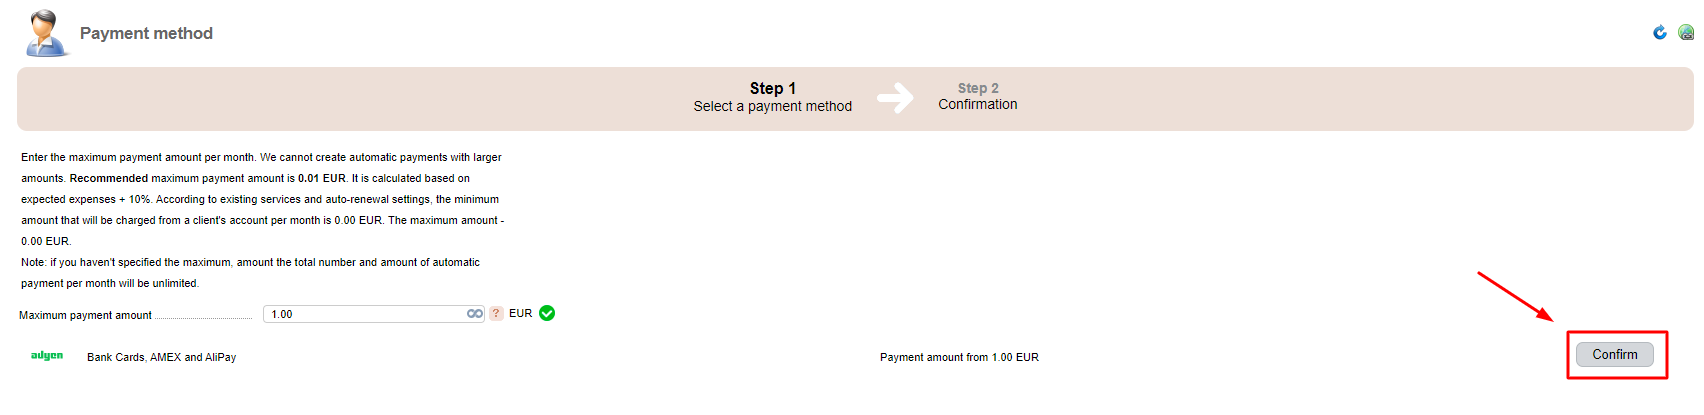 Payment method
Step 1
Select a payment method
Step 2
Confirmation
Enter the maximum payment amount per month. We cannot create automatic payments with larger
amounts. Recommended maximum payment amount is 0.01 EUR. It is calculated based on
expected expenses + 10%. According to existing services and auto-renewal settings, the minimum
amount that will be charged from a client's account per month is 0.00 EUR. The maximum amount -
0.00 EUR.
Note: if you haven't specified the maximum, amount the total number and amount of automatic
payment per month will be unlimited.
Maximum payment amount 1.00 ? EUR
adyen Bank Cards, AMEX and AliPay Payment amount from 1.00 EUR Confirm